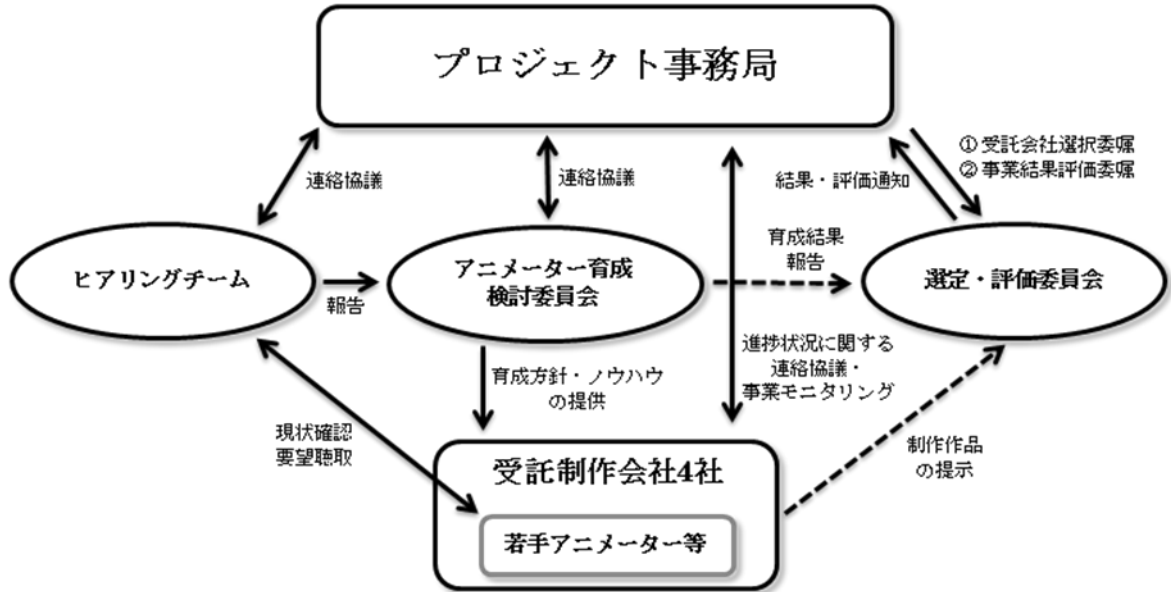 プロジェクト事務局
① 受託会社選択委嘱
② 事業結果評価委嘱
連絡協議
連絡協議
結果・評価通知
ヒアリングチーム
報告
アニメーター育成
検討委員会
育成結果
報告
選定・評価委員会
進捗状況に関する
連絡協議・
事業モニタリング
育成方針・ノウハウ
の提供
現状確認
要望聴取
制作作品
の提示
受託制作会社4社
若手アニメーター等